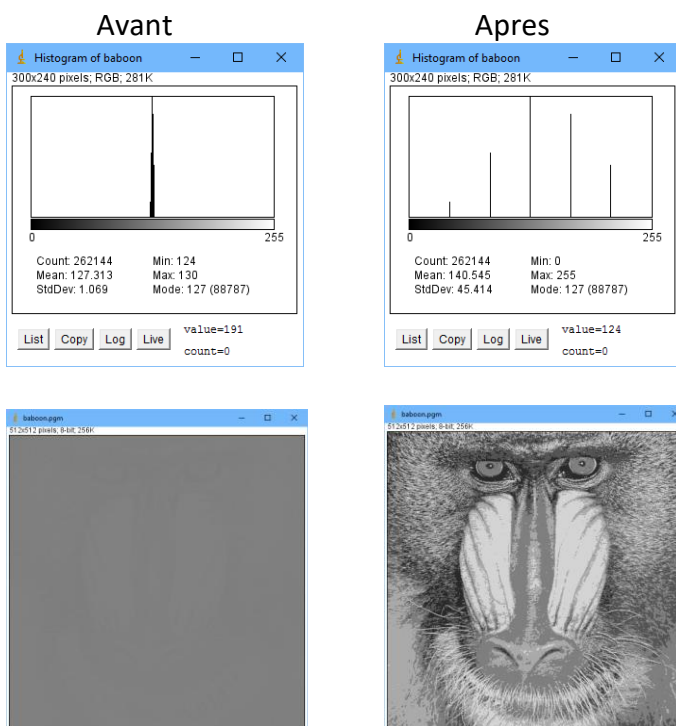 Avant
Histogram of baboon
300x240 pixels; RGB; 281K
0
255
Count: 262144
Min: 124
Mean: 127.313
Max: 130
StdDev: 1.069
Mode: 127 (88787)
List
Copy
Log
Live
value=191
count=0
baboon.pgm
512x512 pixels; 8-bit; 256K
Apres
Histogram of baboon
300x240 pixels; RGB; 281K
0
255
Count: 262144
Min: 0
Mean: 140.545
Max: 255
StdDev: 45.414
Mode: 127 (88787)
List
Copy
Log
Live
value=124
count=0
baboon.pgm
512x512 pixels; 8-bit; 256K